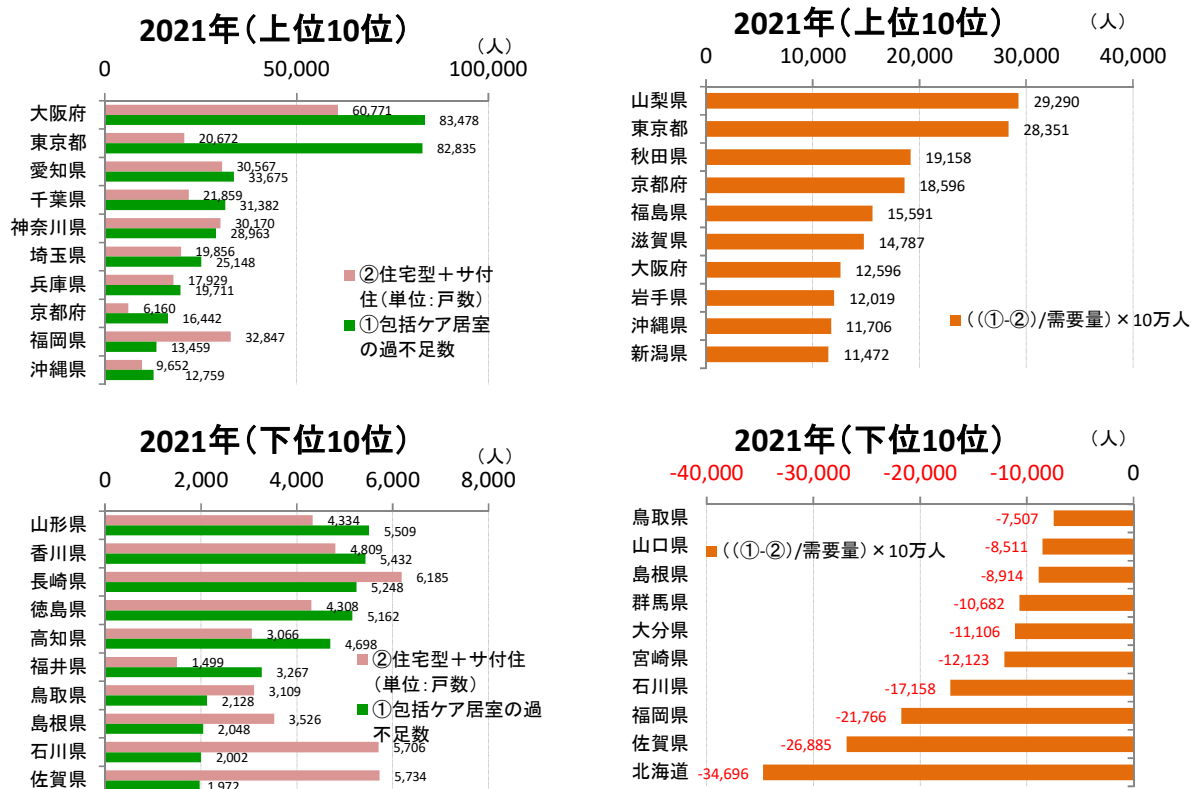 2021年（上位10位）
（人）
0 50,000 100,000
大阪府 60,771 83,478
東京都 20,672 82,835
愛知県 30,567 33,675
千葉県 21,859 31,382
神奈川県 30,170 28,963
埼玉県 19,856 25,148
兵庫県 17,929 19,711
京都府 6,160 16,442
福岡県 32,847 13,459
沖縄県 9,652 12,759
②住宅型＋サ付
住（単位：戸数）
①包括ケア居室
の過不足数
2021年（上位10位）
（人）
0 10,000 20,000 30,000 40,000
山梨県 29,290
東京都 28,351
秋田県 19,158
京都府 18,596
福島県 15,591
滋賀県 14,787
大阪府 12,596
岩手県 12,019
沖縄県 11,706
新潟県 11,472
（（①-②）/需要量）×10万人
2021年（下位10位）
（人）
0 2,000 4,000 6,000 8,000
山形県 4,334 5,509
香川県 4,809 5,432
長崎県 6,185 5,248
徳島県 4,308 5,162
高知県 3,066 4,698
福井県 1,499 3,267
鳥取県 3,109 2,128
島根県 3,526 2,048
石川県 5,706 2,002
佐賀県 5,734 1,972
②住宅型＋サ付住
（単位：戸数）
①包括ケア居室の過
不足数
2021年（下位10位）
（人）
-40,000 -30,000 -20,000 -10,000 0
鳥取県 -7,507
山口県 -8,511
島根県 -8,914
群馬県 -10,682
大分県 -11,106
宮崎県 -12,123
石川県 -17,158
福岡県 -21,766
佐賀県 -26,885
北海道 -34,696
（（①-②）/需要量）×10万人